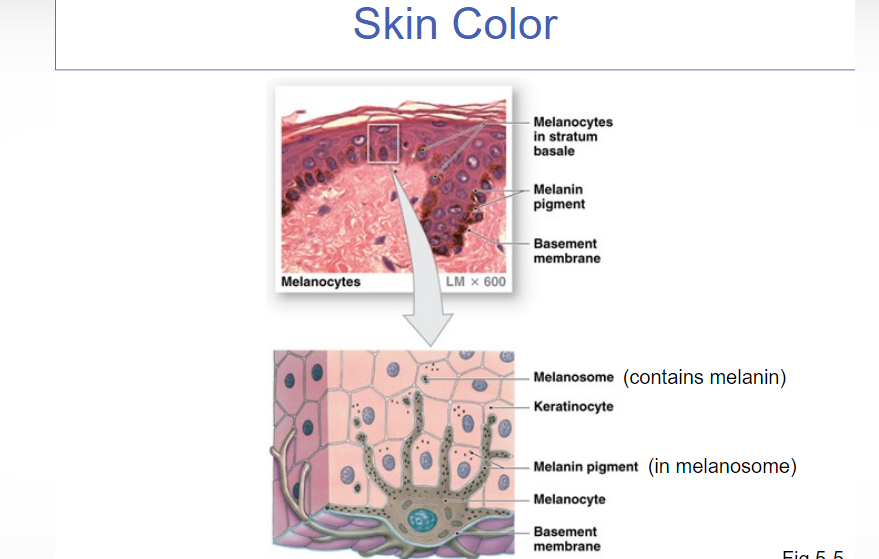 Skin Color
Melanocytes
in stratum
basale
Melanin
pigment
Basement
membrane
Melanocytes LM × 600
Melanosome (contains melanin)
Keratinocyte
Melanin pigment (in melanosome)
Melanocyte
Basement
membrane
Fig 5-5